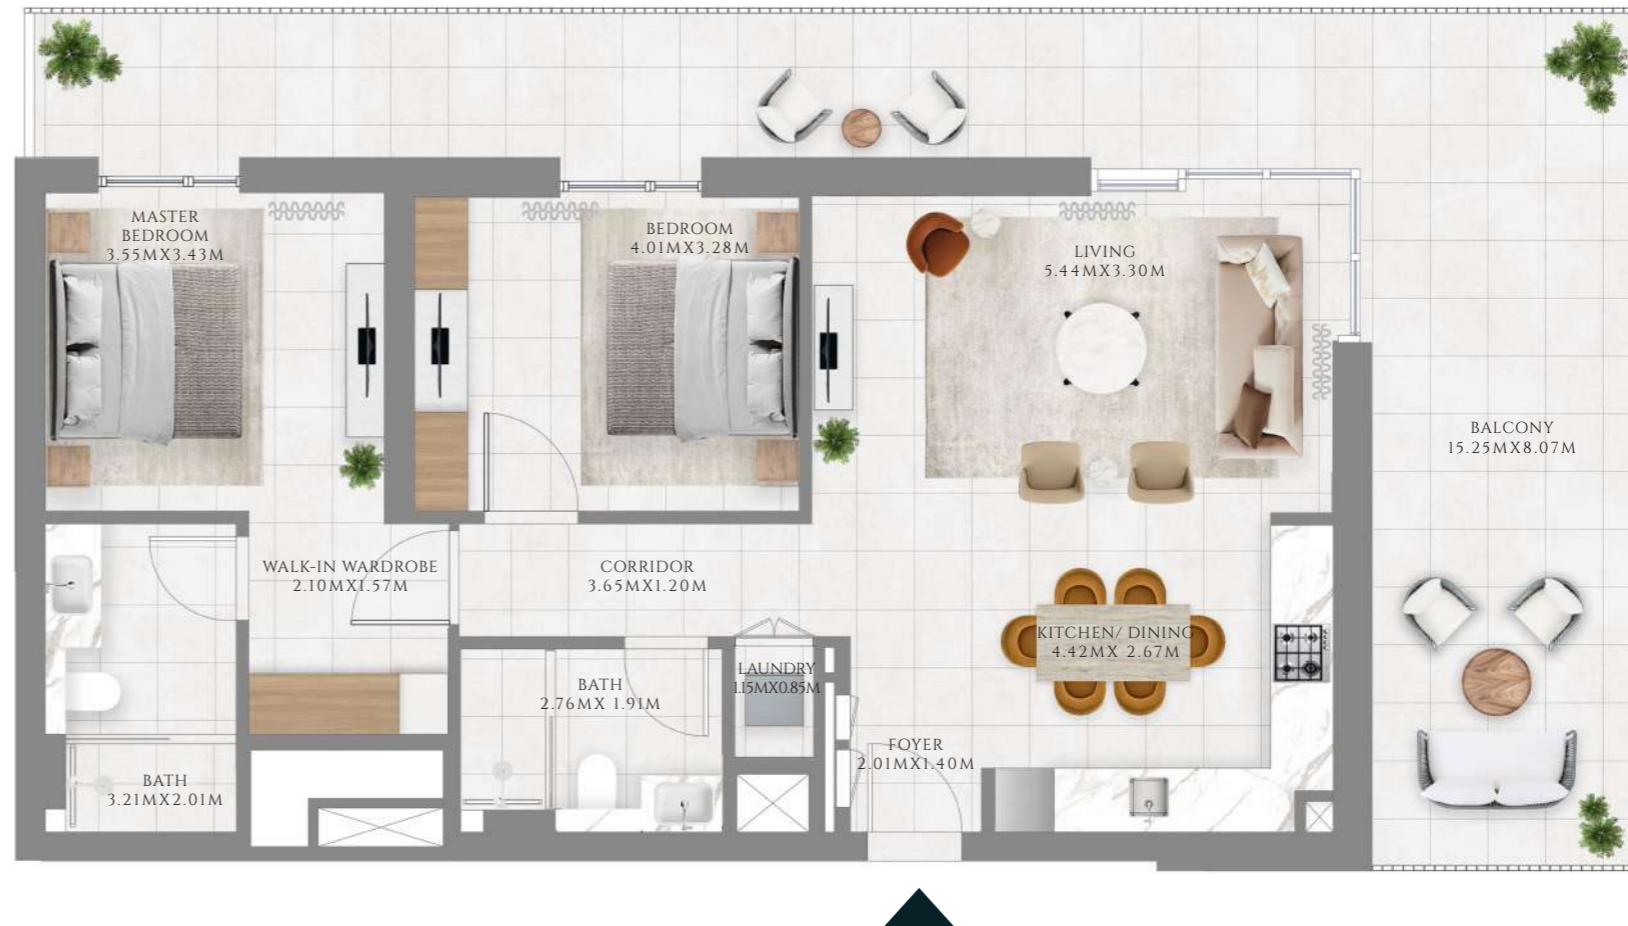 MASTER
BEDROOM
3.55MX3.43M
BEDROOM
4.01MX3.28M
LIVING
5.44MX3.30M
BALCONY
15.25MX8.07M
WALK-IN WARDROBE
2.10MX1.57M
CORRIDOR
3.65MX1.20M
KITCHEN/ DINING
4.42MX 2.67M
LAUNDRY
1.15MX0.85M
BATH
2.76MX 1.91M
FOYER
2.01MX1.40M
BATH
3.21MX2.01M